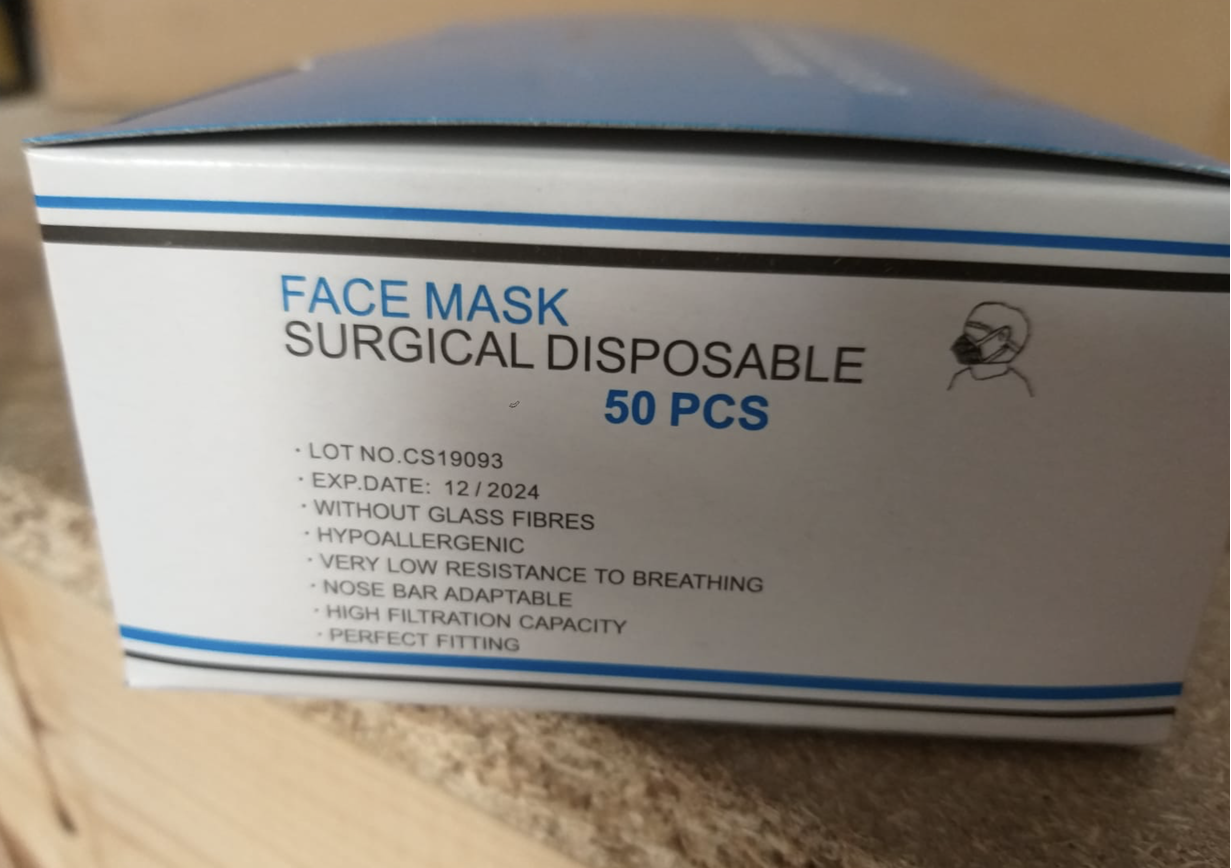 FACE MASK
SURGICAL DISPOSABLE
50 PCS
· LOT NO.CS19093
· EXP.DATE: 12 / 2024
· WITHOUT GLASS FIBRES
· HYPOALLERGENIC
· VERY LOW RESISTANCE TO BREATHING
· NOSE BAR ADAPTABLE
· HIGH FILTRATION CAPACITY
· PERFECT FITTING